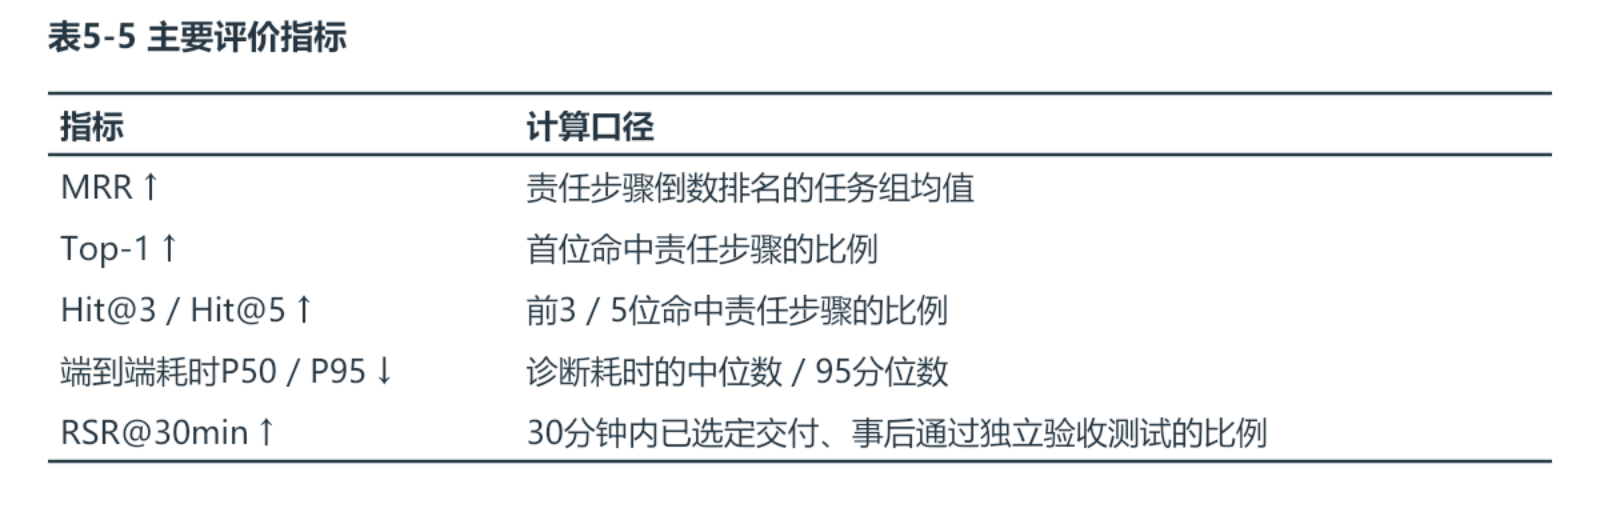 表5-5 主要评价指标
指标 计算口径
MRR ↑ 责任步骤倒数排名的任务组均值
Top-1 ↑ 首位命中责任步骤的比例
Hit@3 / Hit@5 ↑ 前3 / 5位命中责任步骤的比例
端到端耗时P50 / P95 ↓ 诊断耗时的中位数 / 95分位数
RSR@30min ↑ 30分钟内已选定交付、事后通过独立验收测试的比例